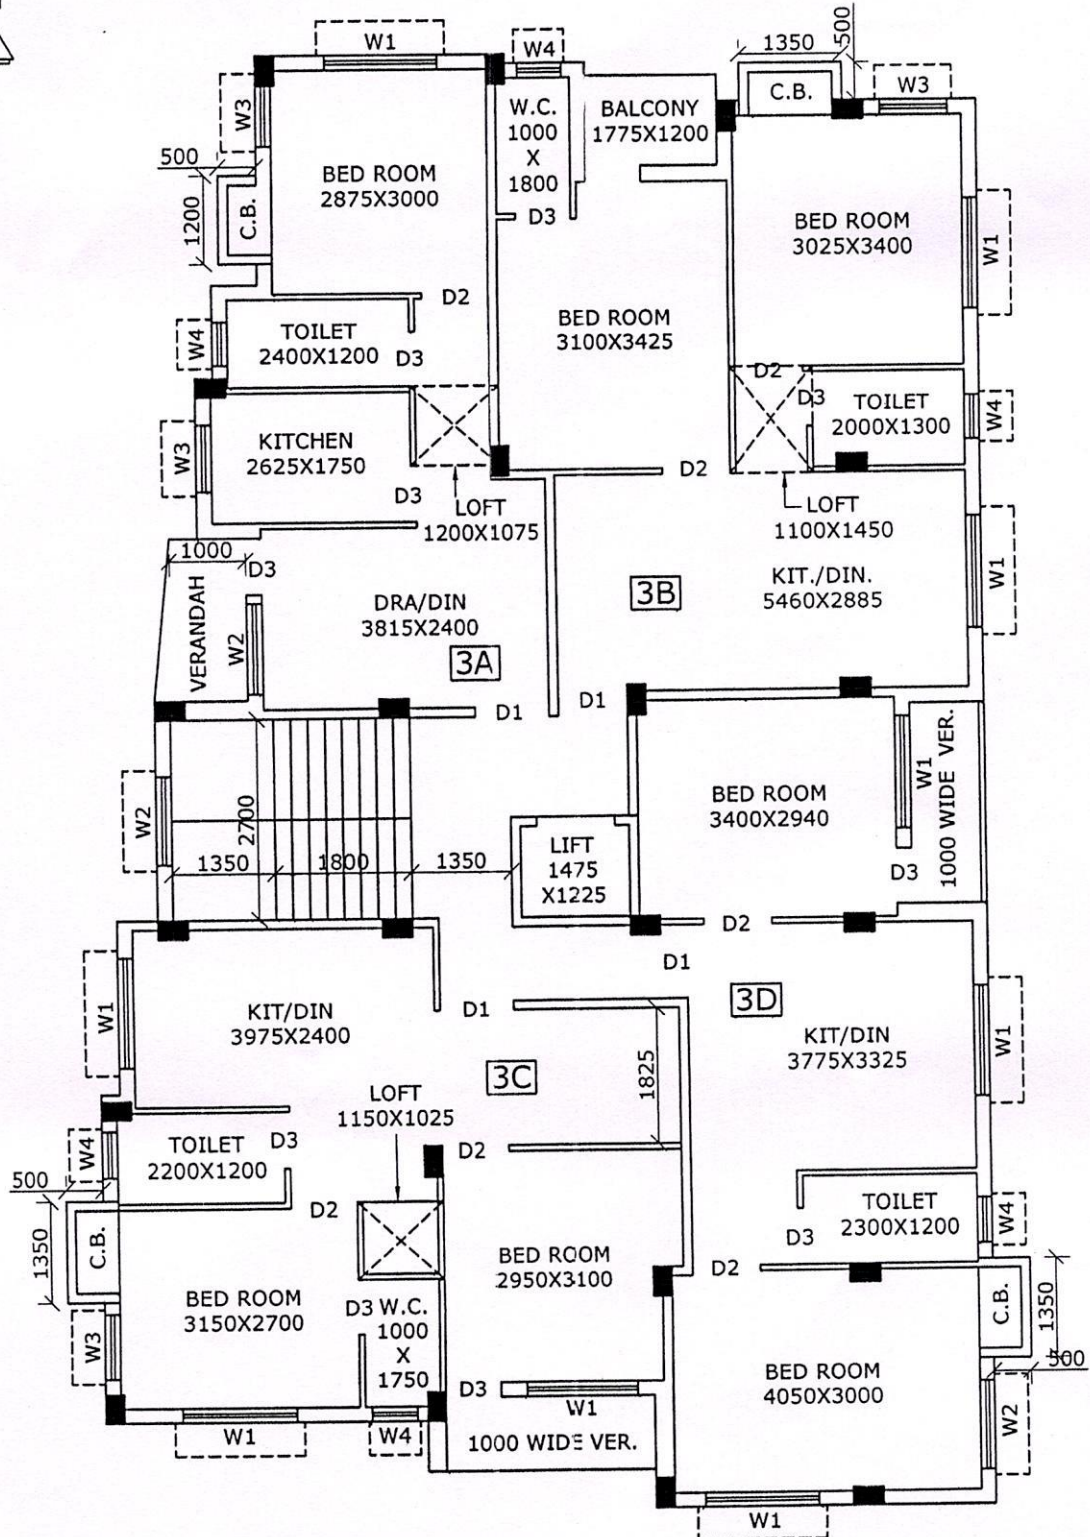 W1
W4
1350
500
W3
C.B.
W3
W.C.
1000
X
1800
BALCONY
1775X1200
500
BED ROOM
2875X3000
1200
C.B.
D3
BED ROOM
3025X3400
W1
D2
TOILET
2400X1200
W4
D3
BED ROOM
3100X3425
D2
D3
TOILET
2000X1300
W4
KITCHEN
2625X1750
W3
D3
LOFT
1200X1075
D2
LOFT
1100X1450
1000
D3
VERANDAH
W2
DRA/DIN
3815X2400
3A
3B
KIT./DIN.
5460X2885
W1
D1
D1
W2
2700
1350
1800
1350
LIFT
1475
X1225
BED ROOM
3400X2940
W1
1000 WIDE VER.
D3
D2
D1
W1
KIT/DIN
3975X2400
D1
3D
KIT/DIN
3775X3325
W1
3C
1825
LOFT
1150X1025
W4
TOILET
2200X1200
D3
D2
500
1350
C.B.
D2
TOILET
2300X1200
W4
D3
BED ROOM
2950X3100
D2
BED ROOM
3150X2700
W3
D3
W.C.
1000
X
1750
C.B.
1350
500
BED ROOM
4050X3000
W2
D3
W1
W1
W4
1000 WIDE VER.
W1